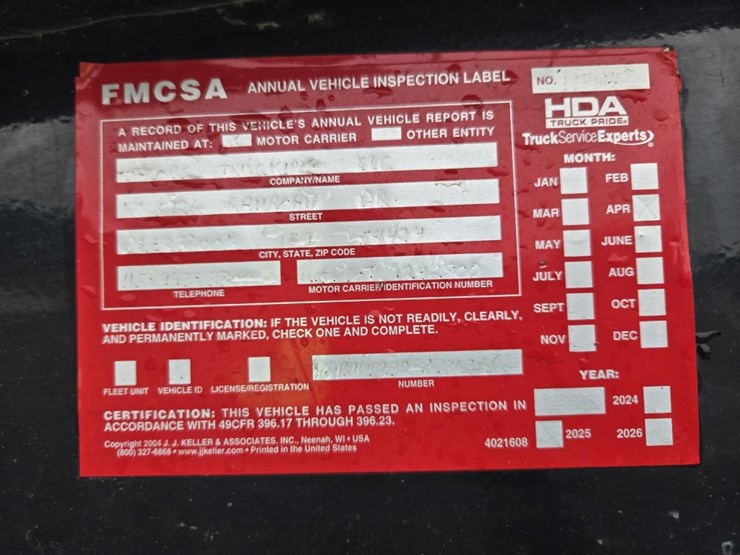 FMCSA ANNUAL VEHICLE INSPECTION LABEL
NO.
HDA
TRUCK PRIDE
TruckServiceExperts
A RECORD OF THIS VEHICLE'S ANNUAL VEHICLE REPORT IS
MAINTAINED AT: MOTOR CARRIER OTHER ENTITY
COMPANY/NAME
STREET
CITY, STATE, ZIP CODE
TELEPHONE
MOTOR CARRIER IDENTIFICATION NUMBER
MONTH:
JAN FEB
MAR APR
MAY JUNE
JULY AUG
SEPT OCT
NOV DEC
VEHICLE IDENTIFICATION: IF THE VEHICLE IS NOT READILY, CLEARLY,
AND PERMANENTLY MARKED, CHECK ONE AND COMPLETE.
FLEET UNIT VEHICLE ID LICENSE/REGISTRATION NUMBER
YEAR:
2024
2025 2026
CERTIFICATION: THIS VEHICLE HAS PASSED AN INSPECTION IN
ACCORDANCE WITH 49CFR 396.17 THROUGH 396.23.
Copyright 2004 J. J. KELLER & ASSOCIATES. INC., Neenah, WI • USA
(800) 327-6868 • www.jjkeller.com • Printed in the United States
4021608